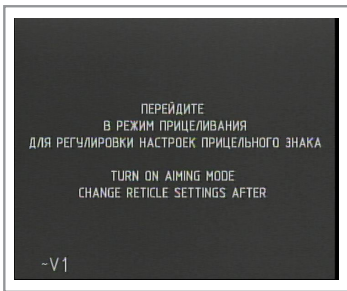 ПЕРЕЙДИТЕ
В РЕЖИМ ПРИЦЕЛИВАНИЯ
ДЛЯ РЕГУЛИРОВКИ НАСТРОЕК ПРИЦЕЛЬНОГО ЗНАКА
TURN ON AIMING MODE
CHANGE RETICLE SETTINGS AFTER
~V1